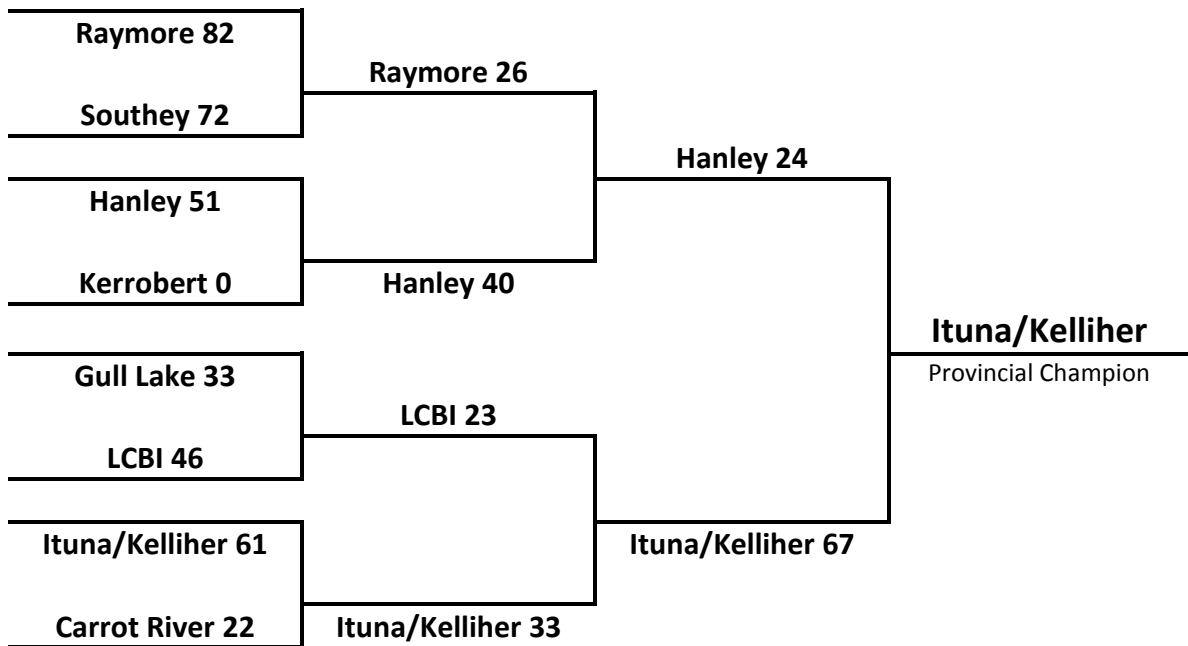 Raymore 82
Southey 72
Hanley 51
Kerrobert 0
Gull Lake 33
LCBI 46
Ituna/Kelliher 61
Carrot River 22
Raymore 26
Hanley 40
LCBI 23
Ituna/Kelliher 33
Hanley 24
Ituna/Kelliher 67
Ituna/Kelliher
Provincial Champion